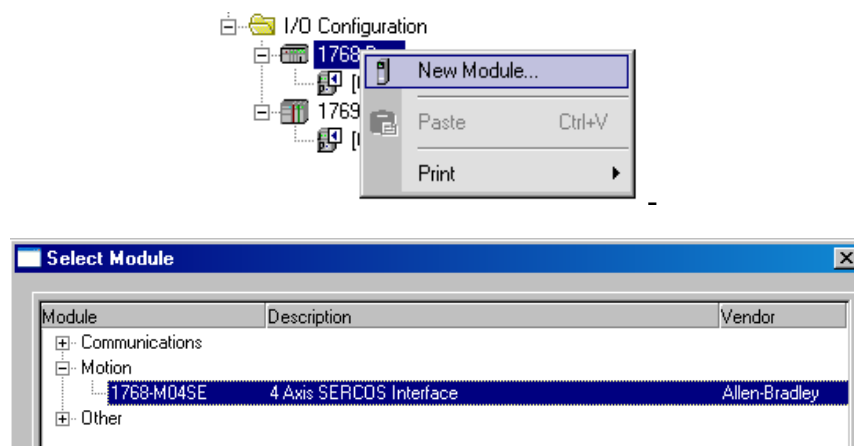 I/O Configuration
1768
New Module...
[
1769
Paste Ctrl+V
[
Print
-
Select Module
Module Description Vendor
Communications
Motion
1768-M04SE 4 Axis SERCOS Interface Allen-Bradley
Other